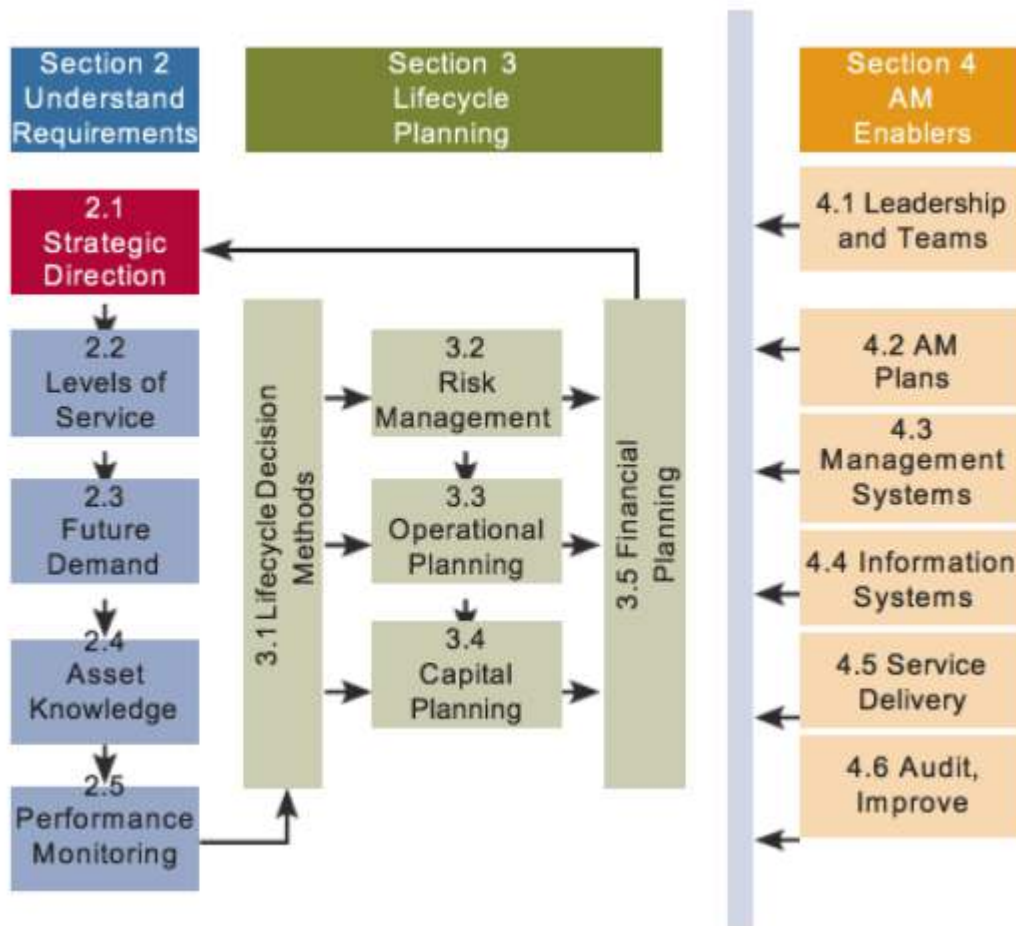 Section 2
Understand
Requirements
Section 3
Lifecycle
Planning
Section 4
AM
Enablers
2.1
Strategic
Direction
2.2
Levels of
Service
2.3
Future
Demand
2.4
Asset
Knowledge
2.5
Performance
Monitoring
3.1 Lifecycle Decision
Methods
3.2
Risk
Management
3.3
Operational
Planning
3.4
Capital
Planning
3.5 Financial
Planning
4.1 Leadership
and Teams
4.2 AM
Plans
4.3
Management
Systems
4.4 Information
Systems
4.5 Service
Delivery
4.6 Audit,
Improve